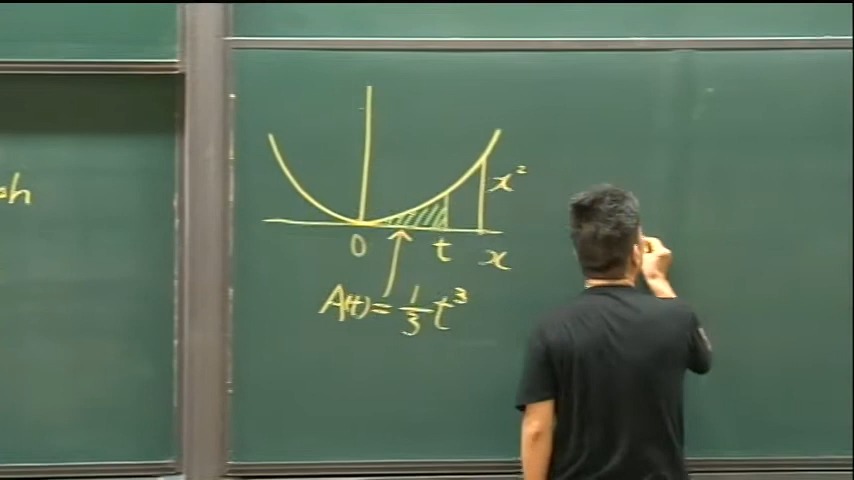 x²
0 t x
A(t) = 1/3 t³